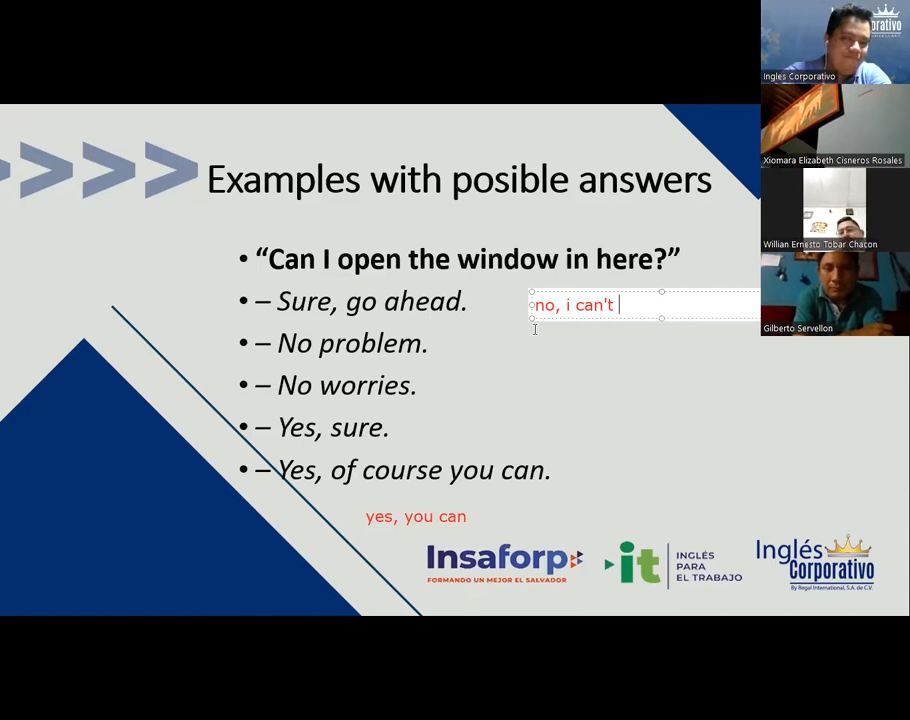 orativo
Ingles Corporativo
Xiomara Elizabeth Cisneros Rosales
Willian Ernesto Tobar Chacon
Gilberto Servellon
Examples with posible answers
• “Can I open the window in here?”
• – Sure, go ahead.
no, i can't
• – No problem.
• – No worries.
• – Yes, sure.
• – Yes, of course you can.
yes, you can
Insaforp
FORMANDO UN MEJOR EL SALVADOR
it
INGLÉS
PARA
EL TRABAJO
Inglés
Corporativo
By Regal International, S.A. de C.V.